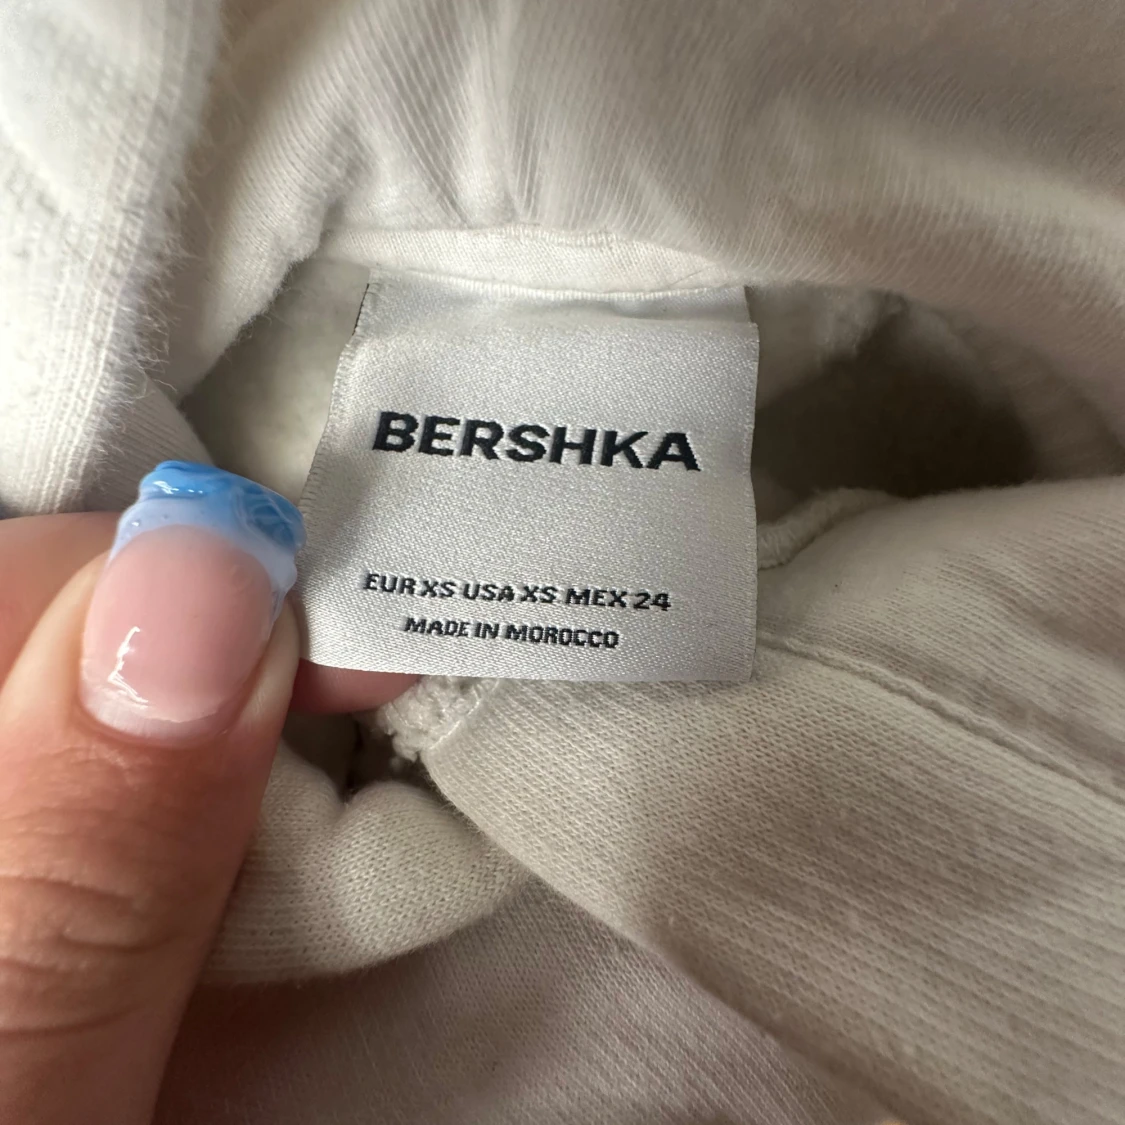 BERSHKA
EUR XS USA XS MEX 24
MADE IN MOROCCO